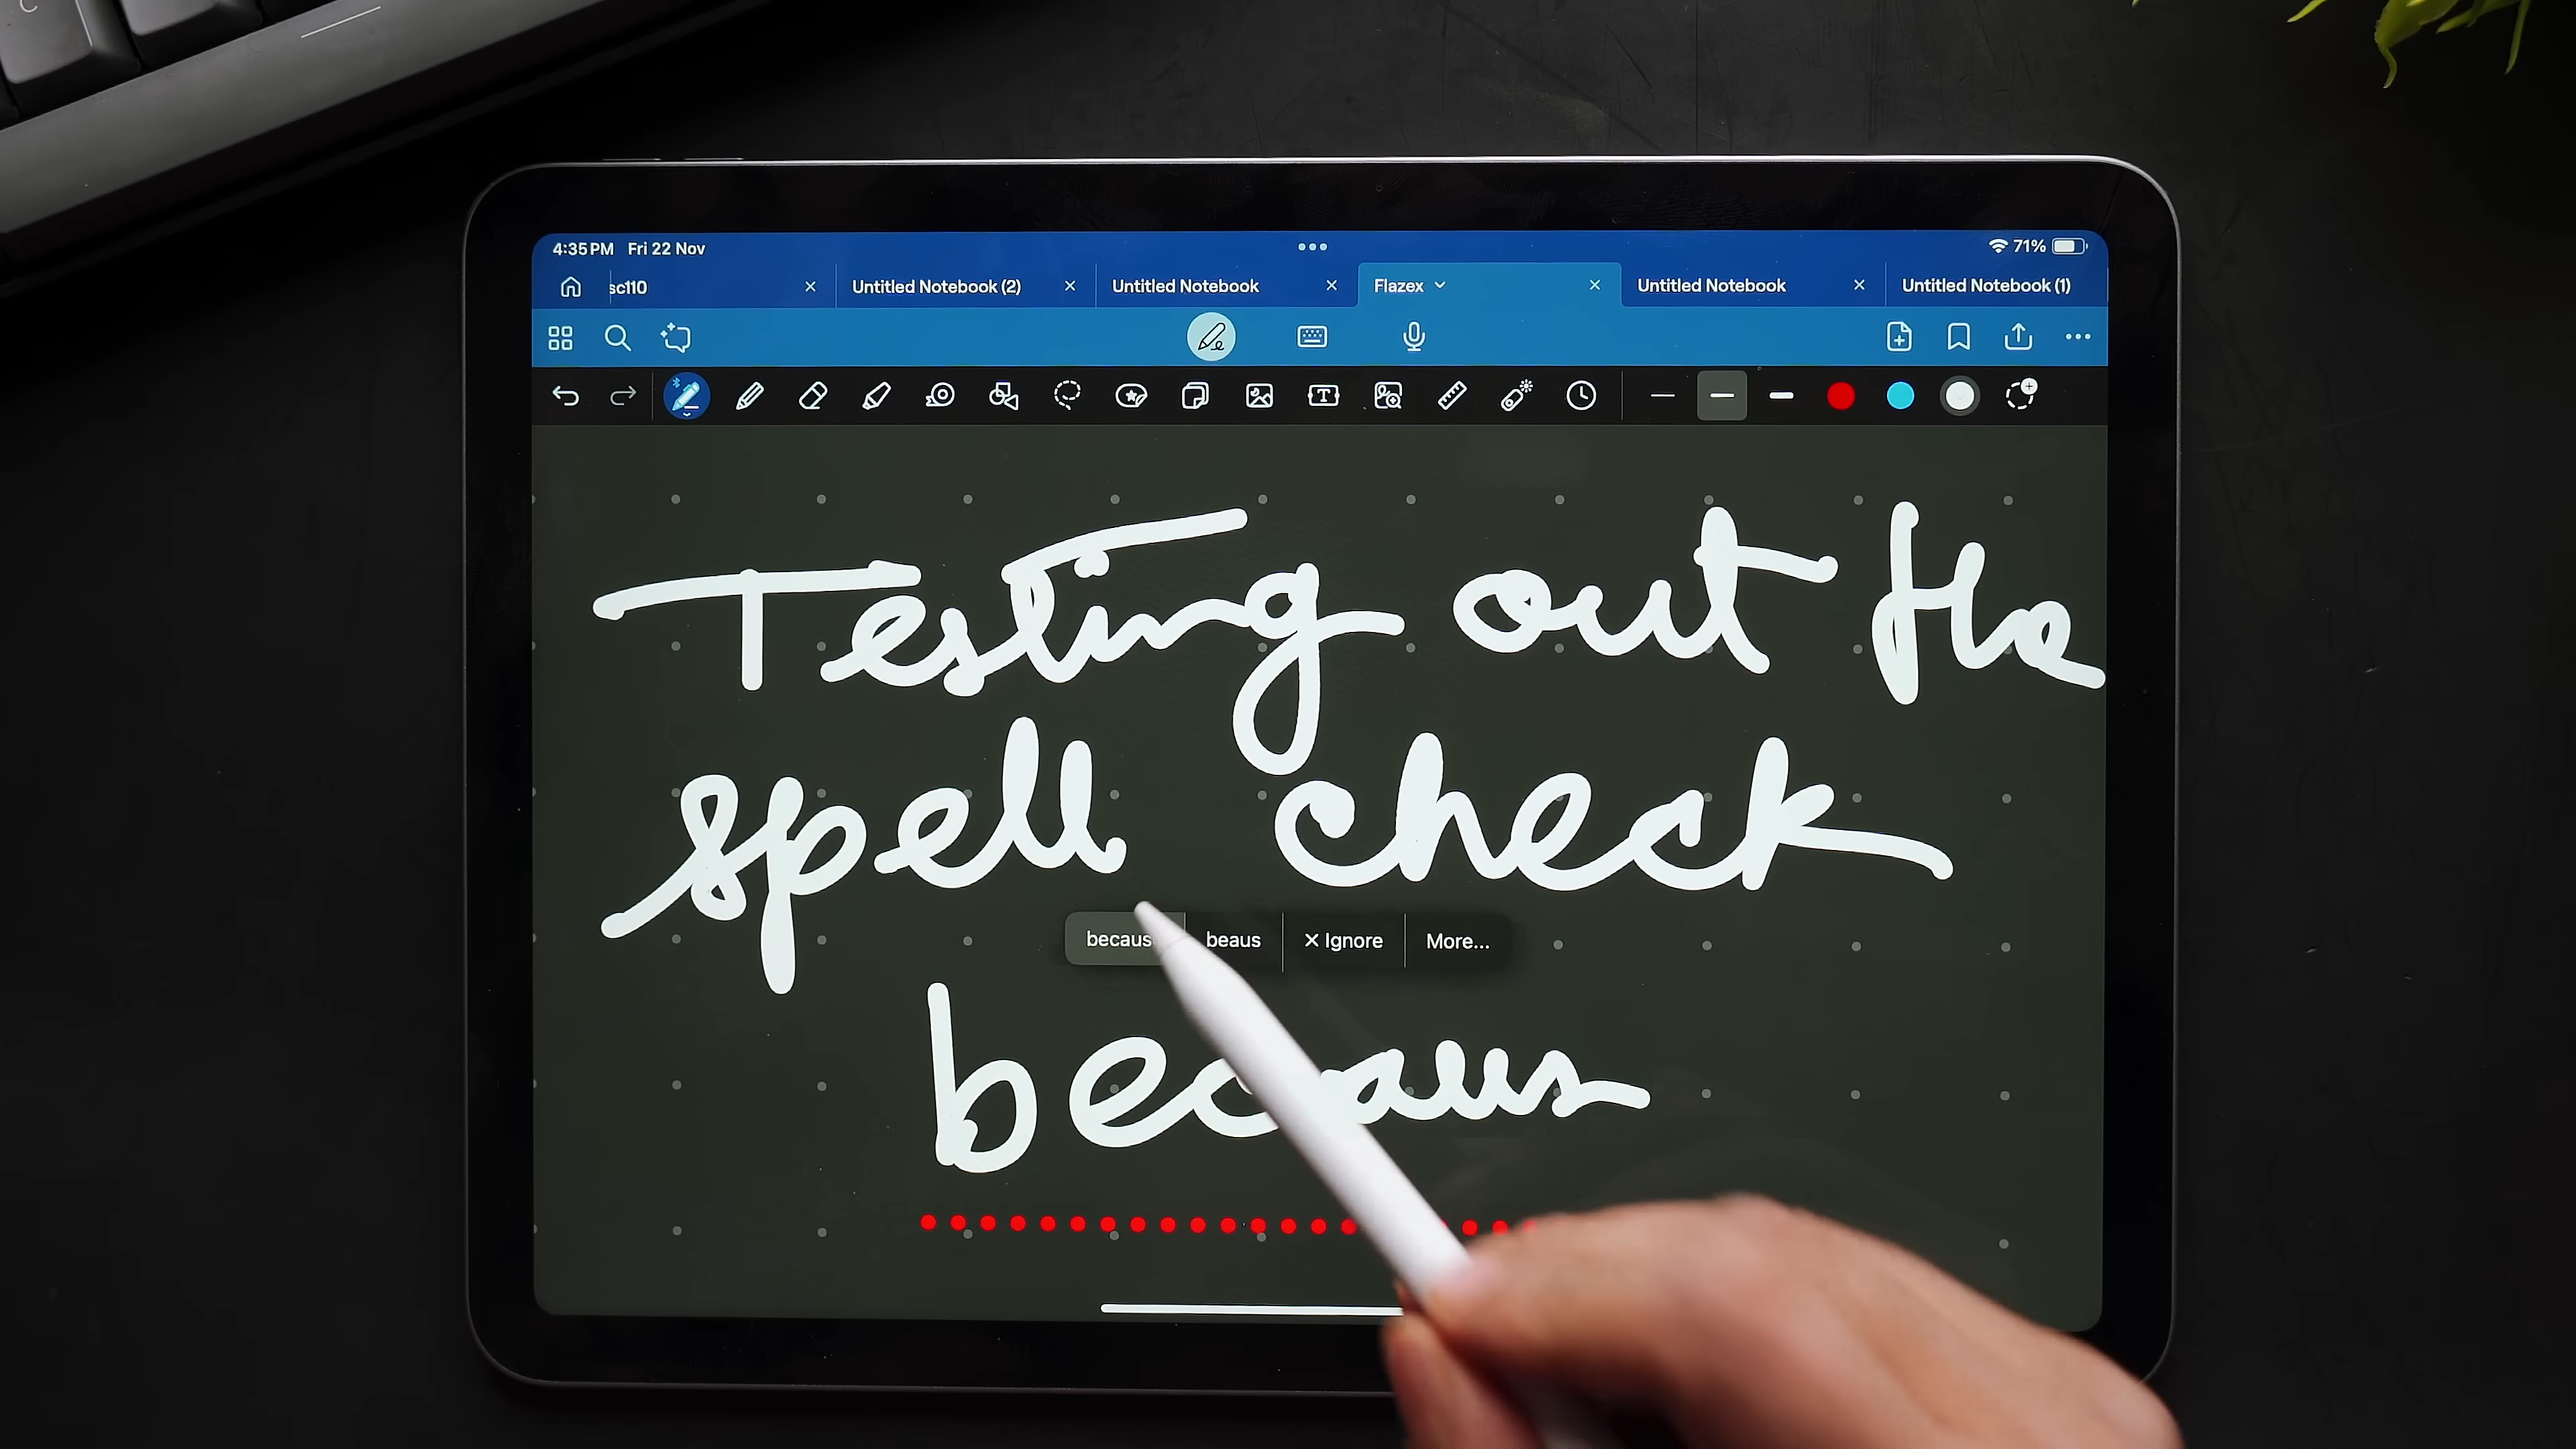 4:35 PM Fri 22 Nov
71%
sc110
Untitled Notebook (2)
Untitled Notebook
Flazex
Untitled Notebook
Untitled Notebook (1)
Testing out the
spell check
becaus beaus × Ignore More...
becaus